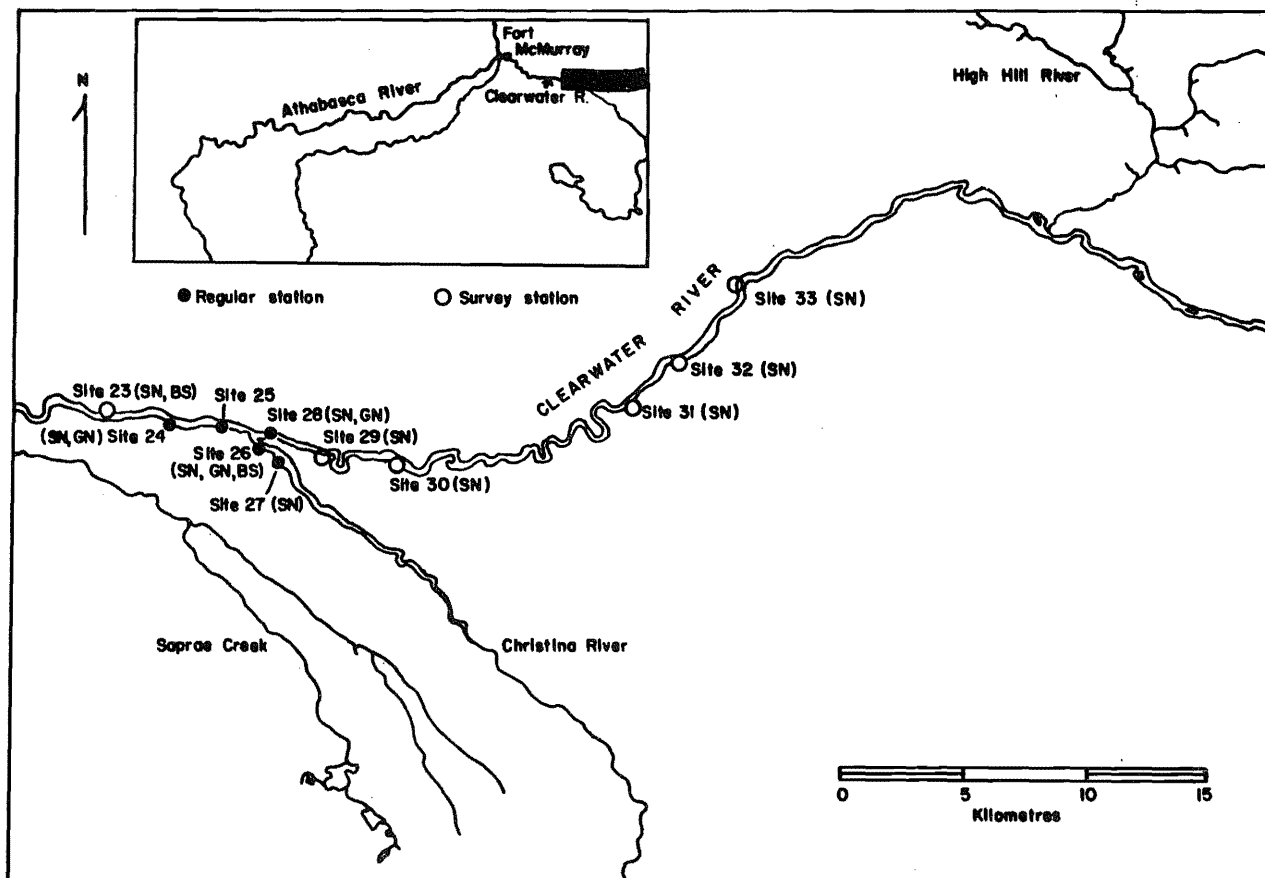 Fort
McMurray
N
High Hill River
Athabasca River
Clearwater R.
Regular station
Survey station
CLEARWATER RIVER
Site 33 (SN)
Site 32 (SN)
Site 31 (SN)
Site 23 (SN, BS)
Site 25
Site 28 (SN, GN)
(SN, GN) Site 24
Site 29 (SN)
Site 26
(SN, GN, BS)
Site 30 (SN)
Site 27 (SN)
Saprae Creek
Christina River
0 5 10 15
Kilometres